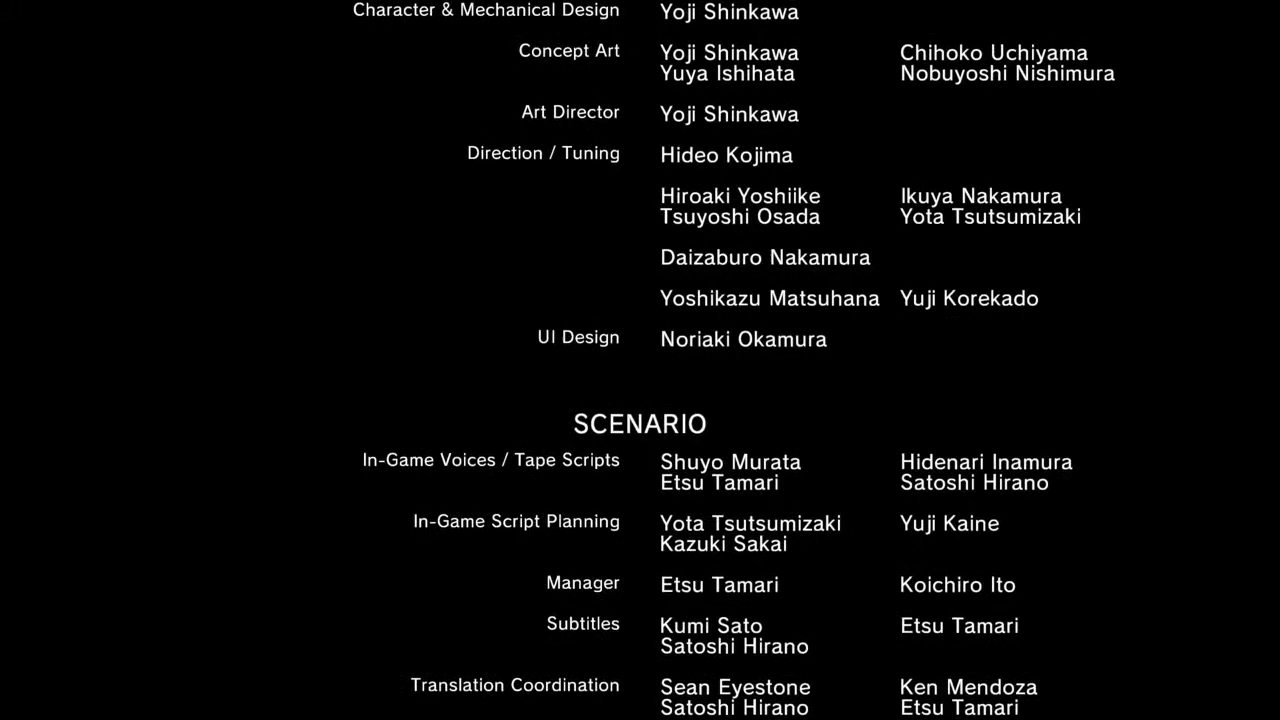 Character & Mechanical Design Yoji Shinkawa
Concept Art Yoji Shinkawa Chihoko Uchiyama
Yuya Ishihata Nobuyoshi Nishimura
Art Director Yoji Shinkawa
Direction / Tuning Hideo Kojima
Hiroaki Yoshiike Ikuya Nakamura
Tsuyoshi Osada Yota Tsutsumizaki
Daizaburo Nakamura
Yoshikazu Matsuhana Yuji Korekado
UI Design Noriaki Okamura
SCENARIO
In-Game Voices / Tape Scripts Shuyo Murata Hidenari Inamura
Etsu Tamari Satoshi Hirano
In-Game Script Planning Yota Tsutsumizaki Yuji Kaine
Kazuki Sakai
Manager Etsu Tamari Koichiro Ito
Subtitles Kumi Sato Etsu Tamari
Satoshi Hirano
Translation Coordination Sean Eyestone Ken Mendoza
Satoshi Hirano Etsu Tamari